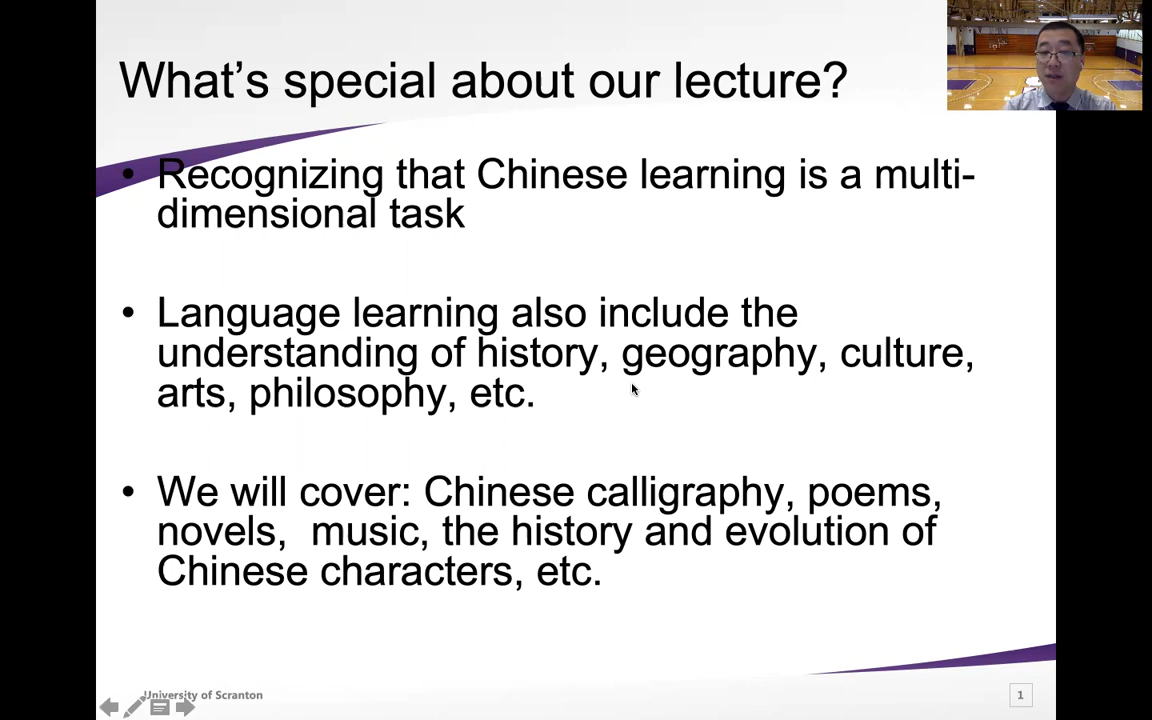 What's special about our lecture?
• Recognizing that Chinese learning is a multi-
dimensional task
• Language learning also include the
understanding of history, geography, culture,
arts, philosophy, etc.
• We will cover: Chinese calligraphy, poems,
novels,  music, the history and evolution of
Chinese characters, etc.
University of Scranton
1